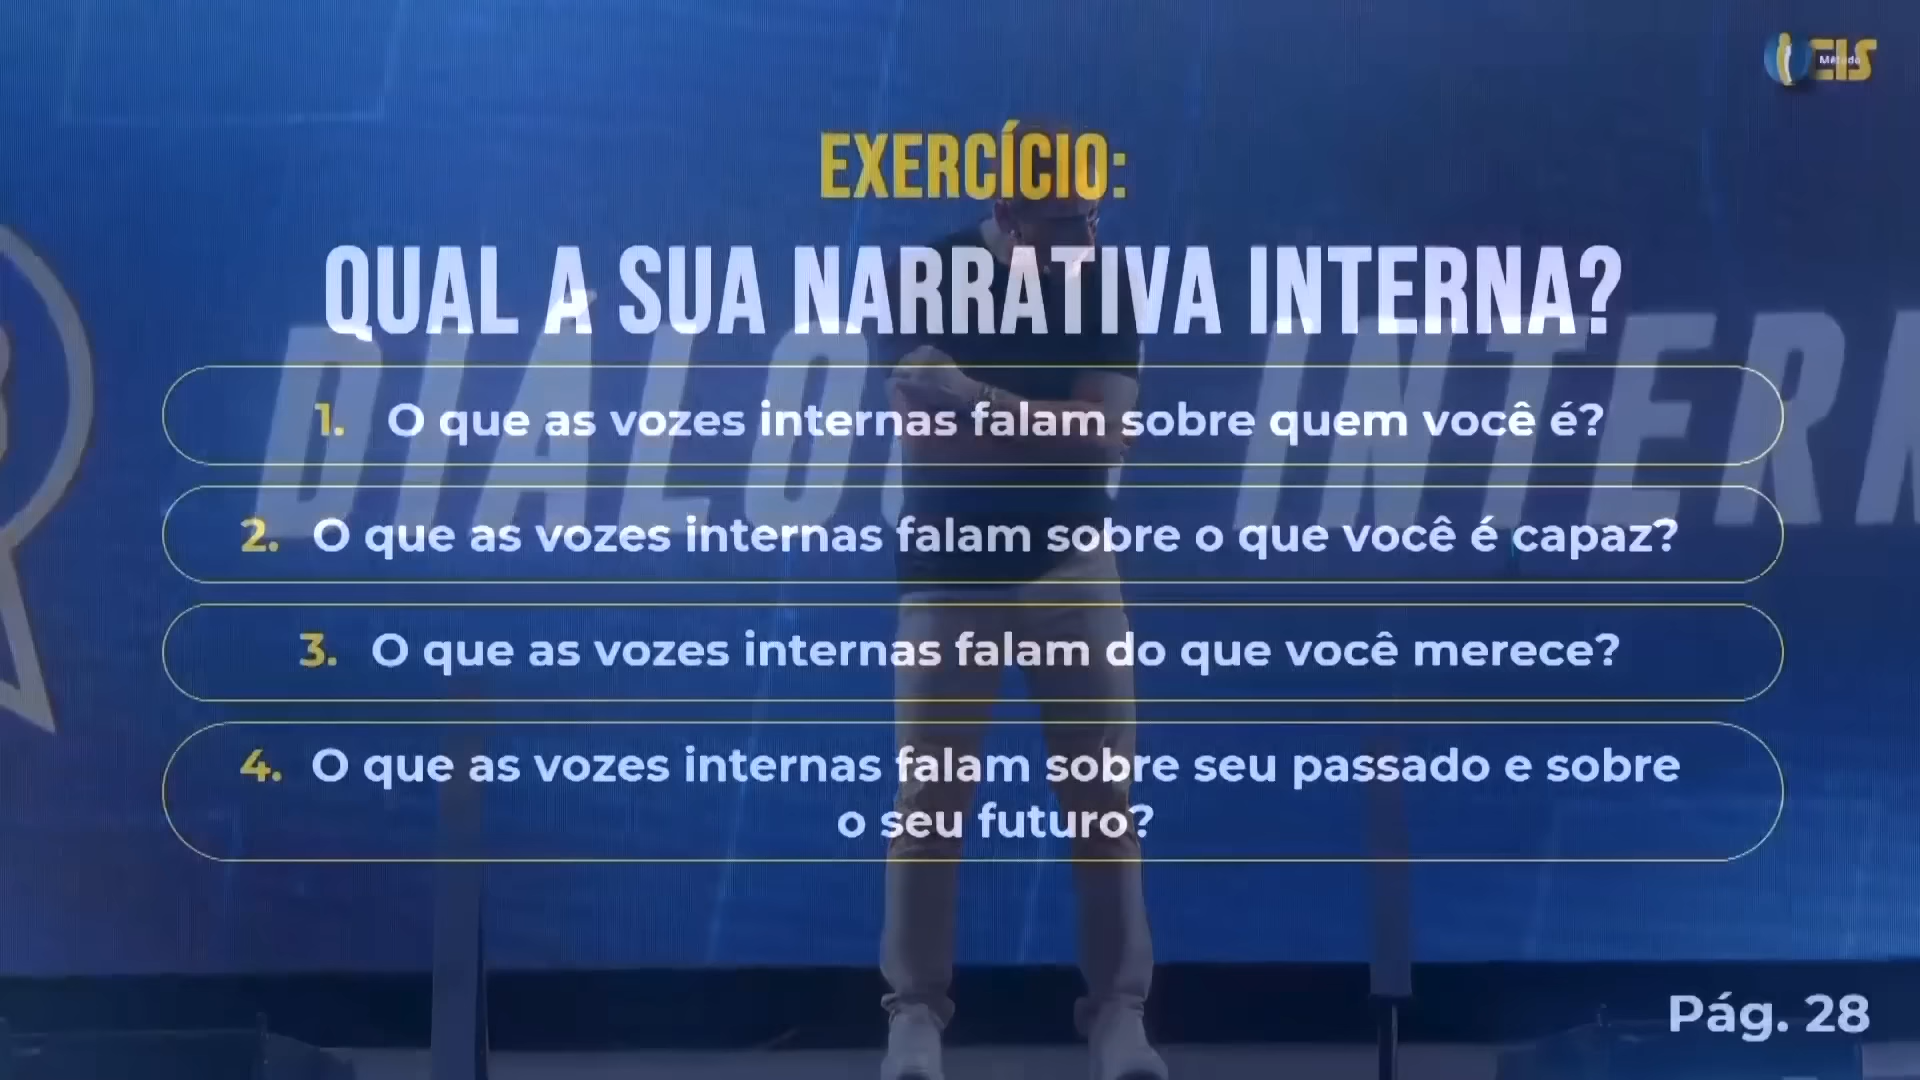 Método
CIS
EXERCÍCIO:
QUAL A SUA NARRATIVA INTERNA?
1. O que as vozes internas falam sobre quem você é?
2. O que as vozes internas falam sobre o que você é capaz?
3. O que as vozes internas falam do que você merece?
4. O que as vozes internas falam sobre seu passado e sobre
o seu futuro?
Pág. 28